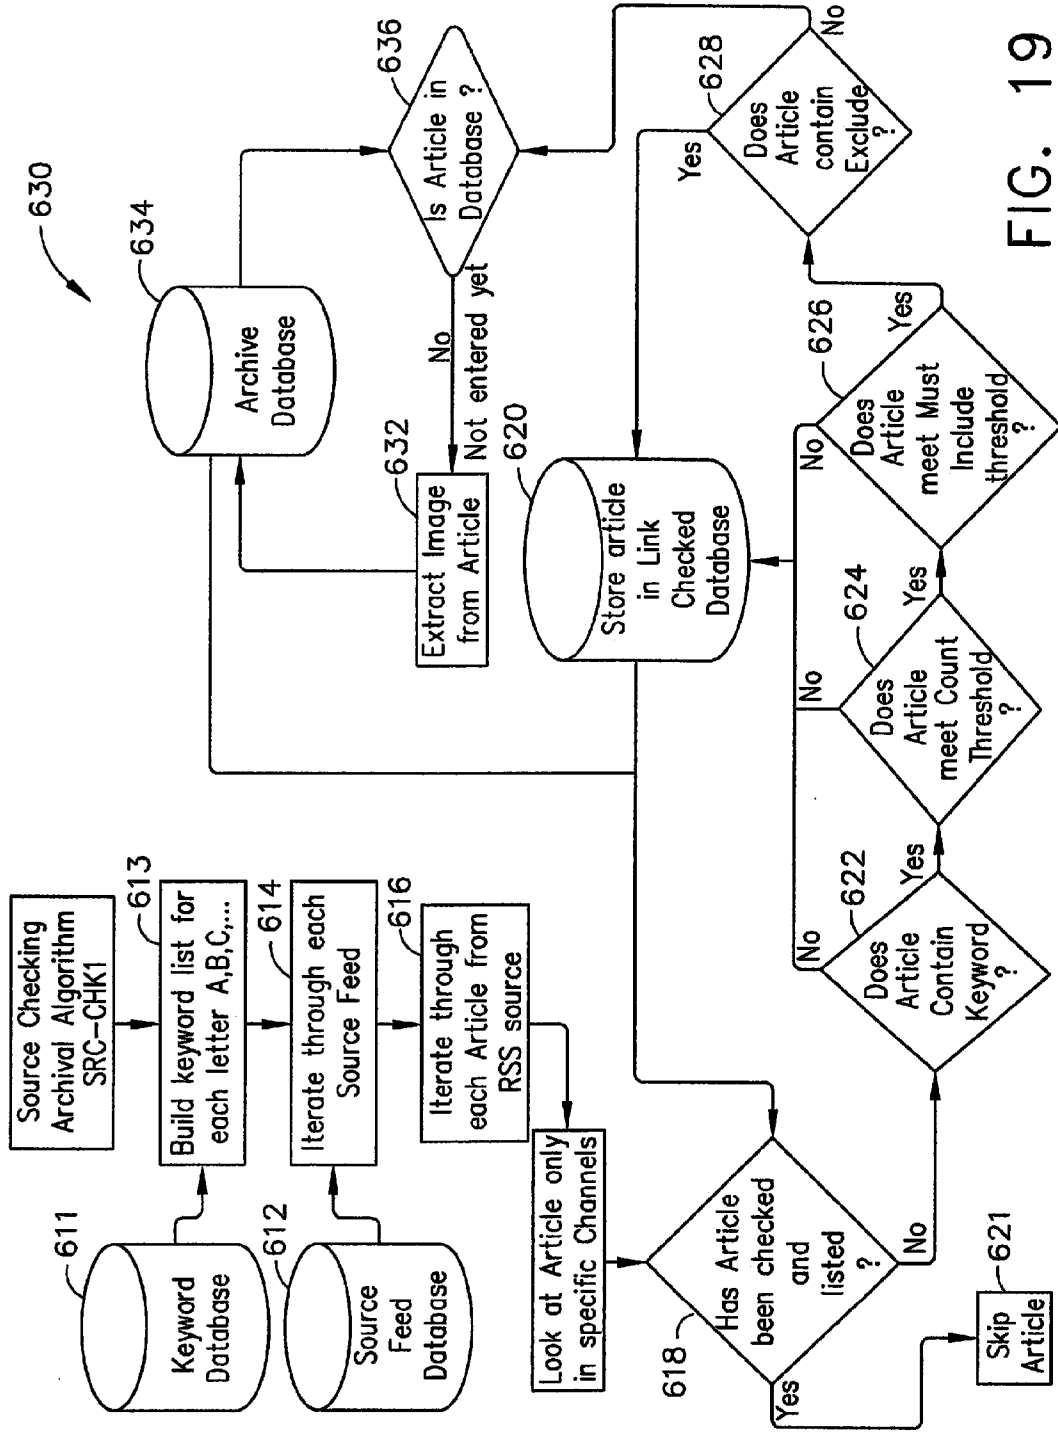 630
Source Checking
Archival Algorithm
SRC-CHK1
611
Keyword
Database
613
Build keyword list for
each letter A,B,C,...
612
Source
Feed
Database
614
Iterate through each
Source Feed
616
Iterate through
each Article from
RSS source
Look at Article only
in specific Channels
618
Has Article
been checked
and
listed
?
Yes
No
621
Skip
Article
622
Does
Article
Contain
Keyword
?
No
Yes
624
Does
Article
meet Count
Threshold
?
No
Yes
626
Does
Article
meet Must
Include
threshold
?
No
Yes
628
Does
Article
contain
Exclude
?
Yes
No
620
Store article
in Link
Checked
Database
632
Extract Image
from Article
634
Archive
Database
636
Is Article in
Database ?
No
Not entered yet
FIG. 19